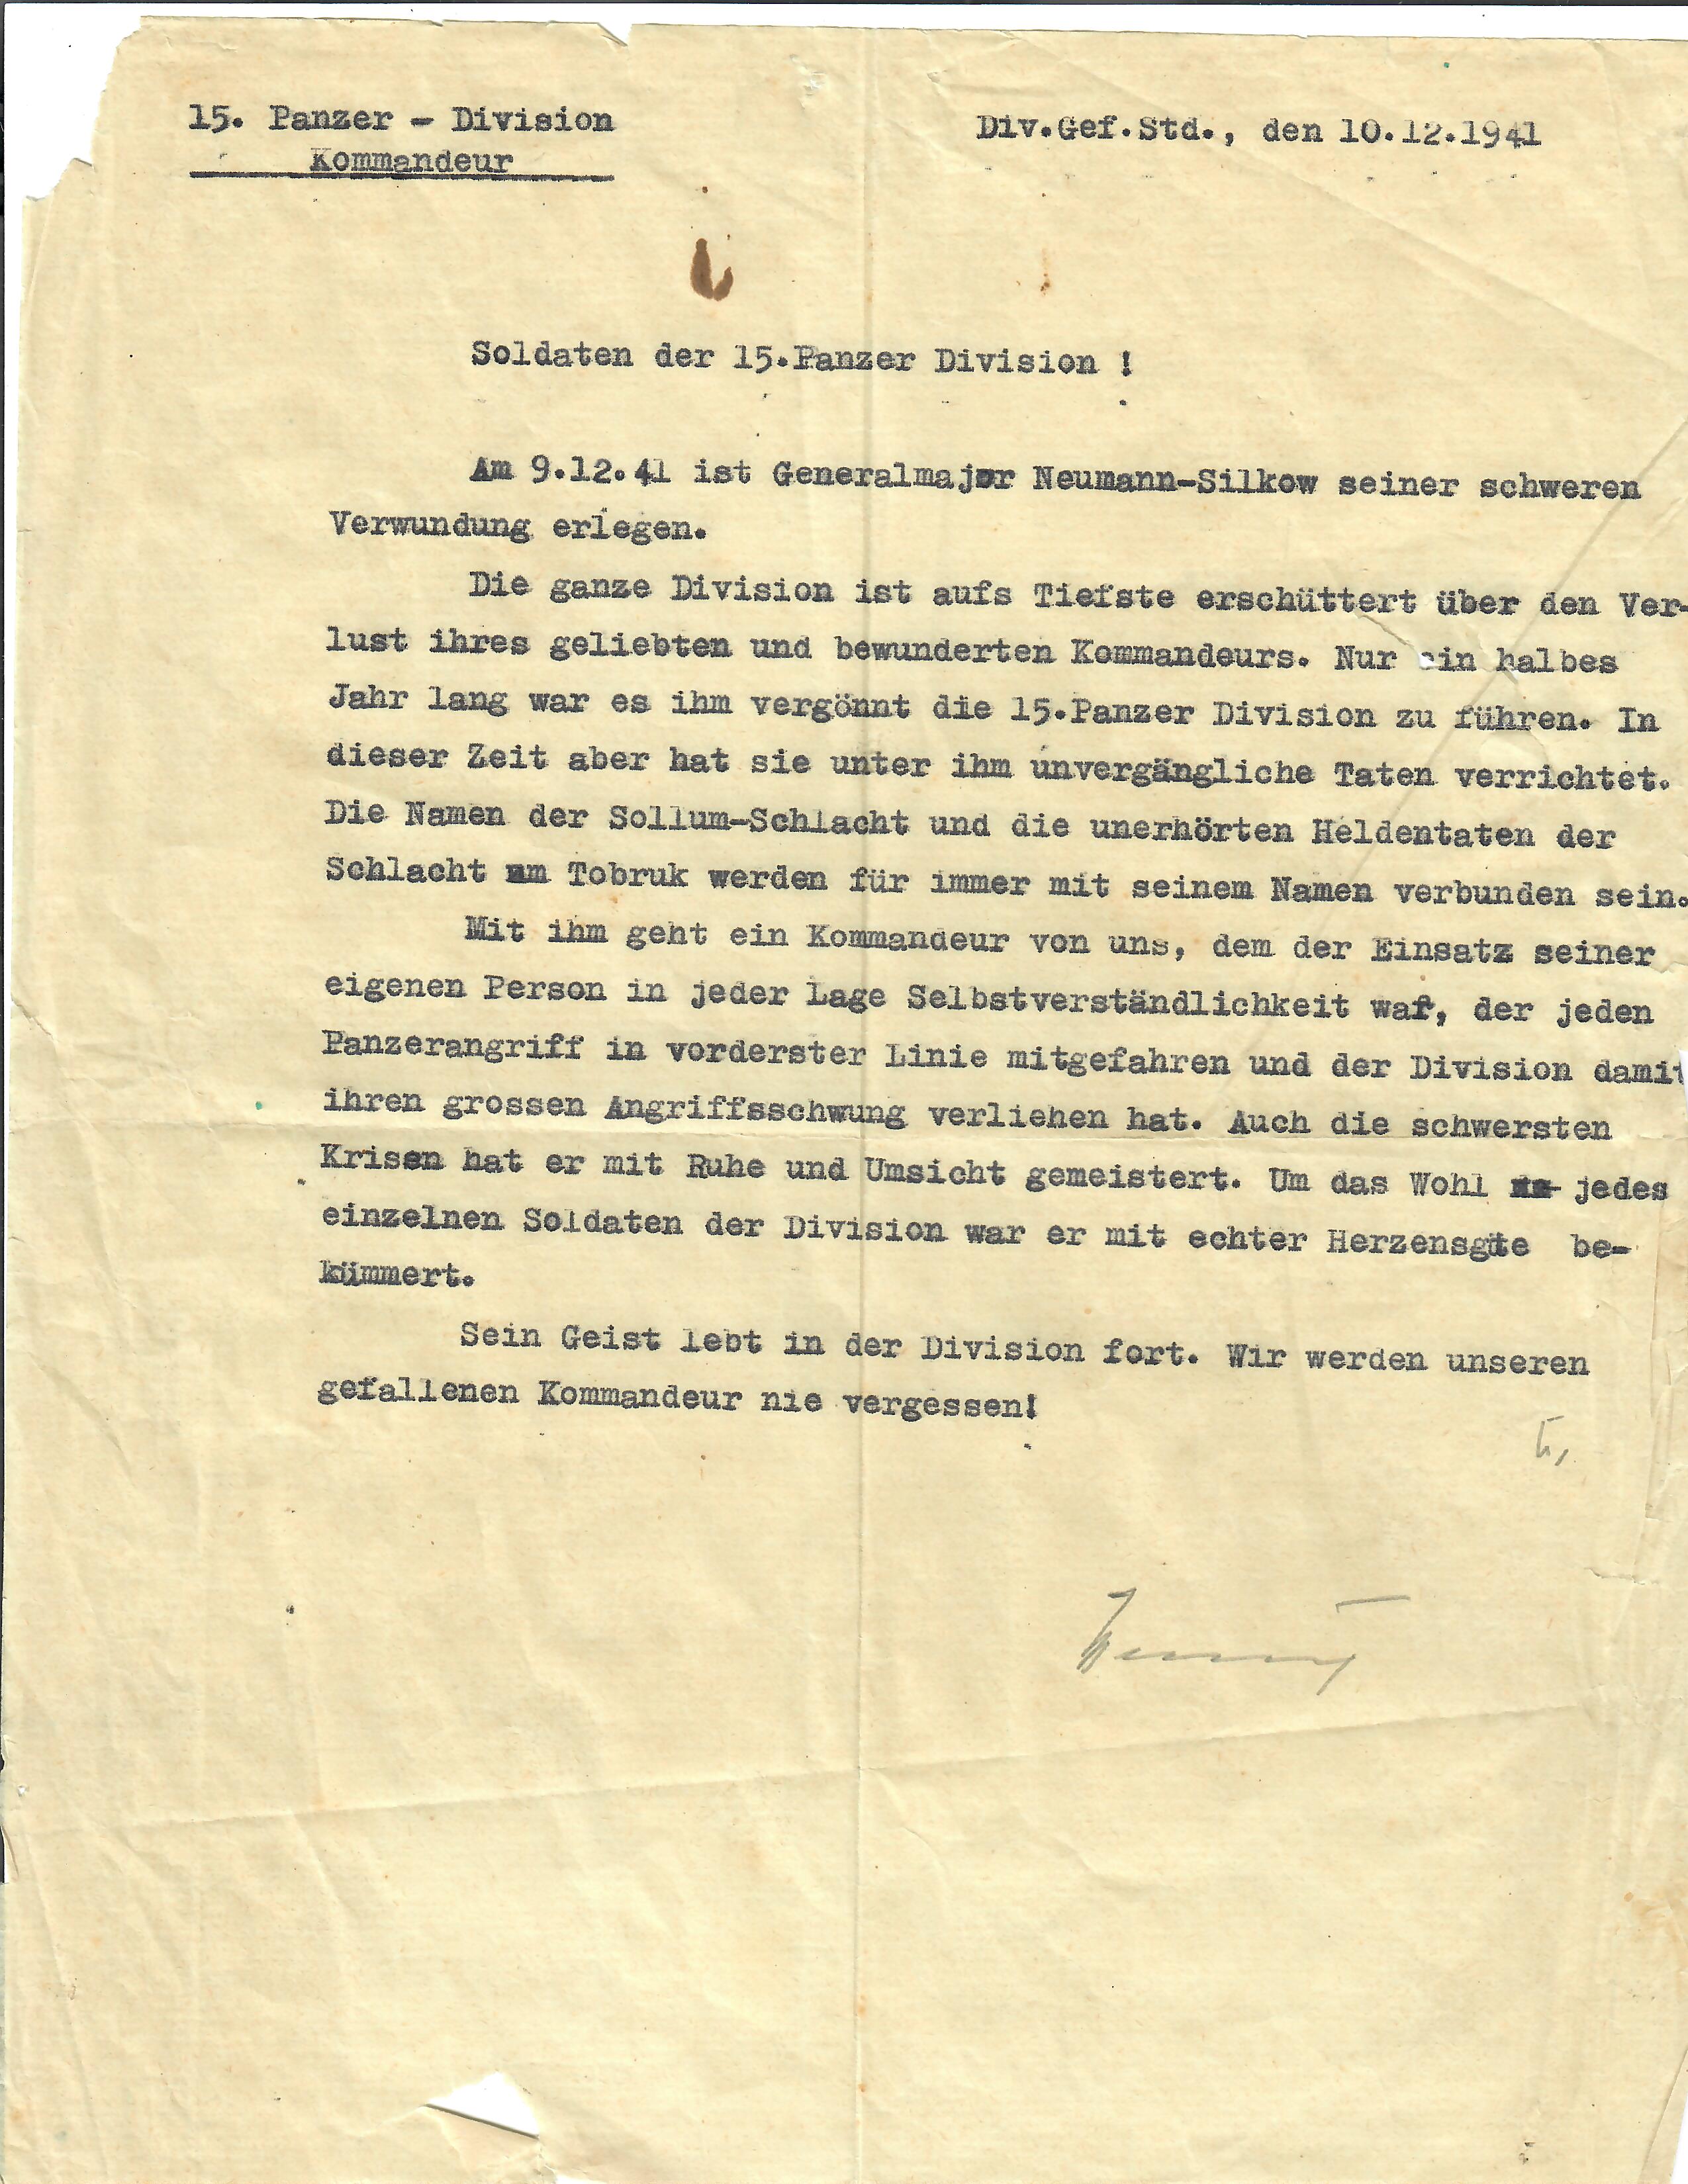 15. Panzer - Division
Kommandeur
Div.Gef.Std., den 10.12.1941
Soldaten der 15.Panzer Division !
Am 9.12.41 ist Generalmajor Neumann-Silkow seiner schweren
Verwundung erlegen.
Die ganze Division ist aufs Tiefste erschüttert über den Ver-
lust ihres geliebten und bewunderten Kommandeurs. Nur ein halbes
Jahr lang war es ihm vergönnt die 15.Panzer Division zu führen. In
dieser Zeit aber hat sie unter ihm unvergängliche Taten verrichtet.
Die Namen der Sollum-Schlacht und die unerhörten Heldentaten der
Schlacht um Tobruk werden für immer mit seinem Namen verbunden sein.
Mit ihm geht ein Kommandeur von uns, dem der Einsatz seiner
eigenen Person in jeder Lage Selbstverständlichkeit war, der jeden
Panzerangriff in vorderster Linie mitgefahren und der Division damit
ihren grossen Angriffsschwung verliehen hat. Auch die schwersten
Krisen hat er mit Ruhe und Umsicht gemeistert. Um das Wohl jedes
einzelnen Soldaten der Division war er mit echter Herzensgüte be-
kümmert.
Sein Geist lebt in der Division fort. Wir werden unseren
gefallenen Kommandeur nie vergessen!